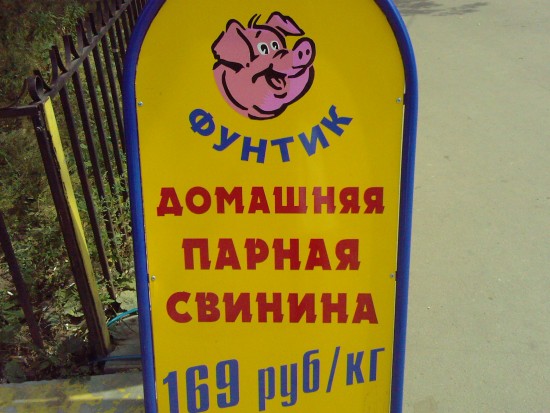 ФУНТИК
ДОМАШНЯЯ
ПАРНАЯ
СВИНИНА
169 руб/кг